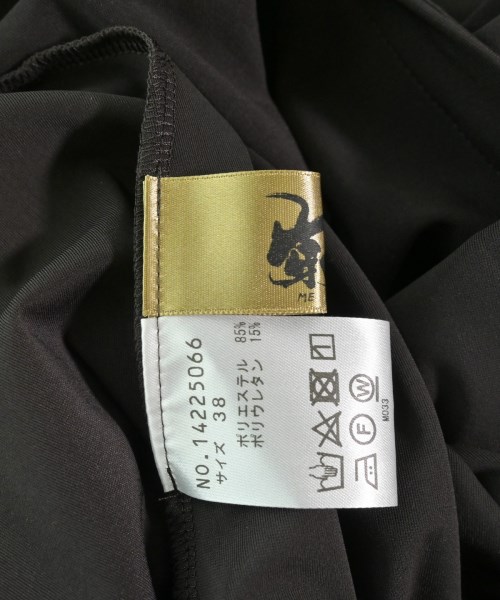 ME
NO.14225066
サイズ 38
ポリエステル 85%
ポリウレタン 15%
F W
M033